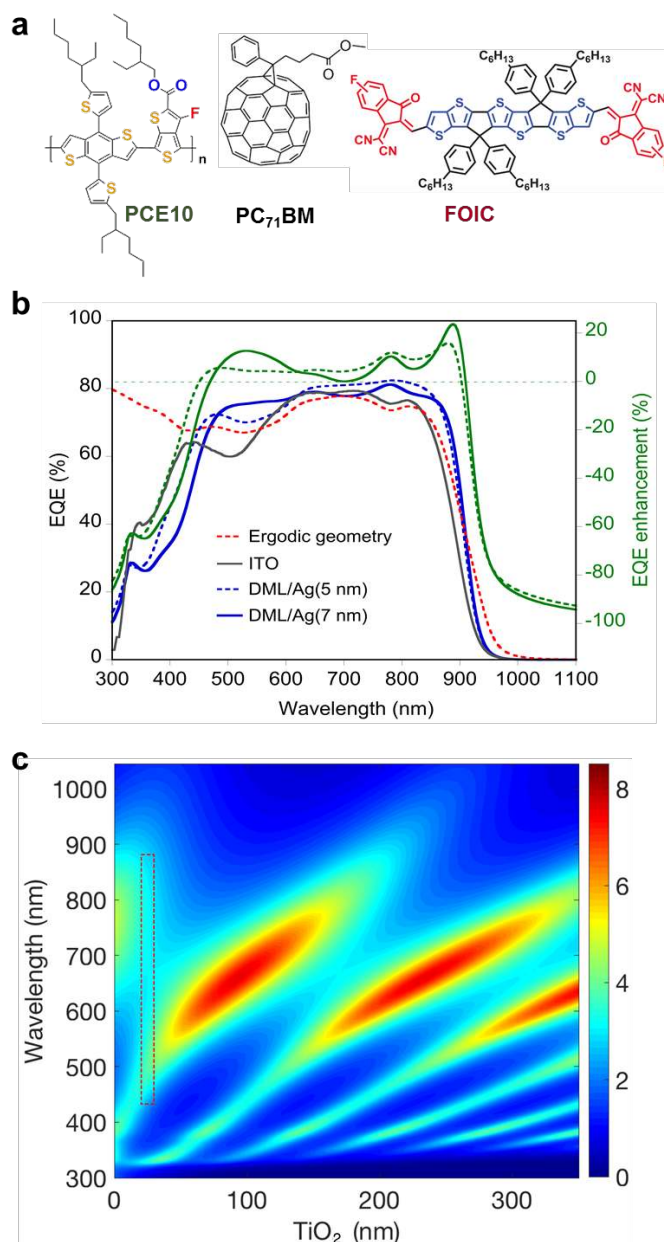 a
C₆H₁₃
C₆H₁₃
O
O
F
S
S
S
S
S
S
n
PCE10
O
O
PC₇₁BM
F
O
CN
CN
S
S
S
S
S
S
C₆H₁₃
C₆H₁₃
CN
CN
O
FOIC
b
100
80
60
40
20
0
EQE (%)
20
0
-20
-40
-60
-80
-100
EQE enhancement (%)
Ergodic geometry
ITO
DML/Ag(5 nm)
DML/Ag(7 nm)
300 400 500 600 700 800 900 1000 1100
Wavelength (nm)
c
1000
900
800
700
600
500
400
300
Wavelength (nm)
0 100 200 300
TiO₂ (nm)
8
6
4
2
0